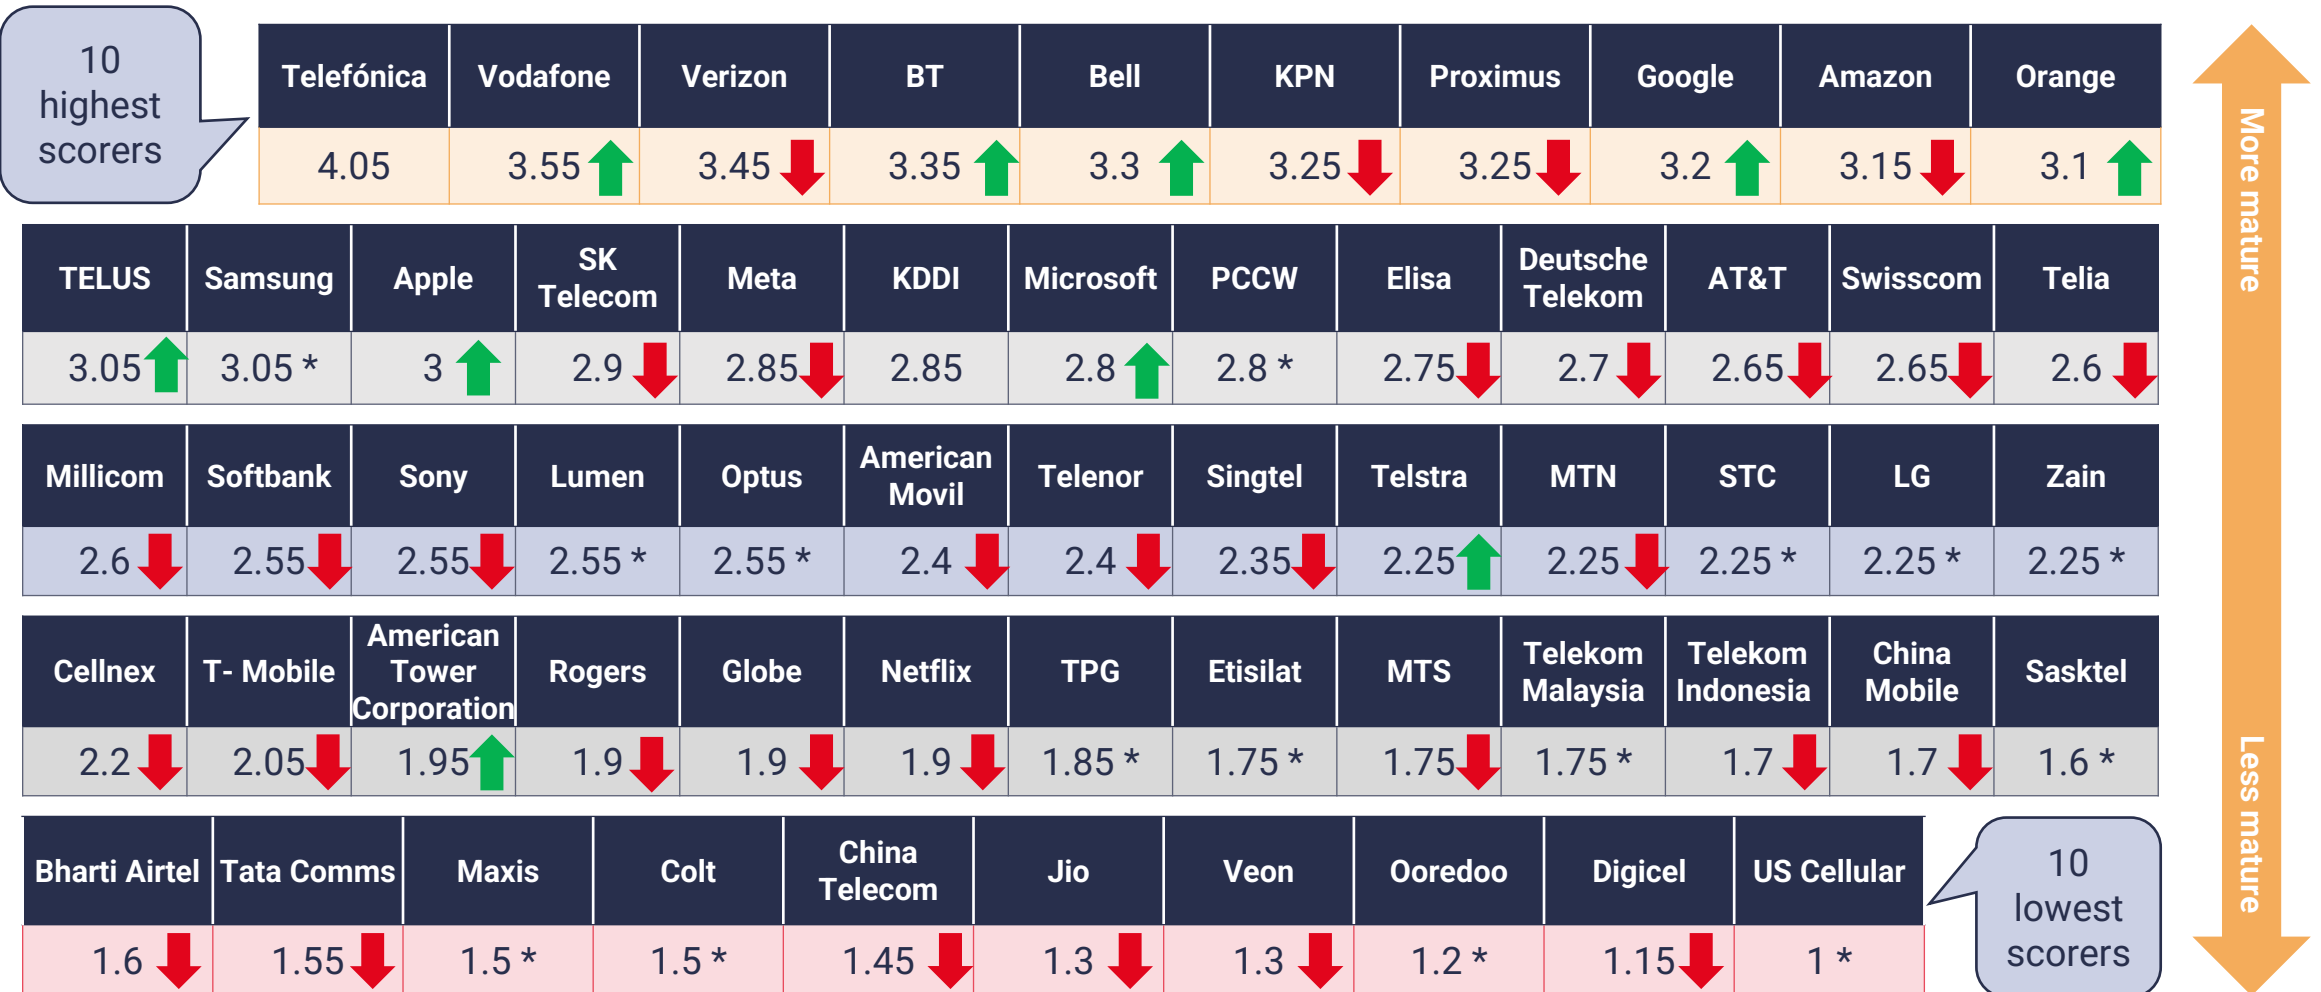 10
highest
scorers
Telefónica Vodafone Verizon BT Bell KPN Proximus Google Amazon Orange
4.05 3.55 3.45 3.35 3.3 3.25 3.25 3.2 3.15 3.1
TELUS Samsung Apple SK Telecom Meta KDDI Microsoft PCCW Elisa Deutsche Telekom AT&T Swisscom Telia
3.05 3.05 * 3 2.9 2.85 2.85 2.8 2.8 * 2.75 2.7 2.65 2.65 2.6
Millicom Softbank Sony Lumen Optus American Movil Telenor Singtel Telstra MTN STC LG Zain
2.6 2.55 2.55 2.55 * 2.55 * 2.4 2.4 2.35 2.25 2.25 2.25 * 2.25 * 2.25 *
Cellnex T- Mobile American Tower Corporation Rogers Globe Netflix TPG Etisilat MTS Telekom Malaysia Telekom Indonesia China Mobile Sasktel
2.2 2.05 1.95 1.9 1.9 1.9 1.85 * 1.75 * 1.75 1.75 * 1.7 1.7 1.6 *
Bharti Airtel Tata Comms Maxis Colt China Telecom Jio Veon Ooredoo Digicel US Cellular
1.6 1.55 1.5 * 1.5 * 1.45 1.3 1.3 1.2 * 1.15 1 *
10
lowest
scorers
More mature
Less mature